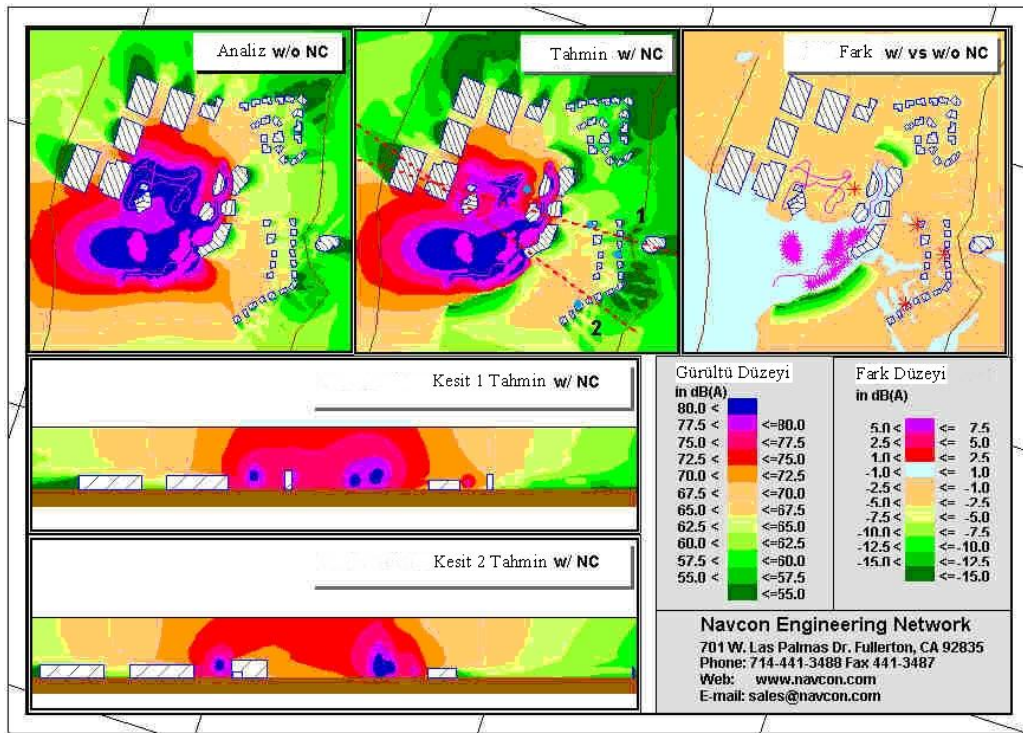 Analiz w/o NC
Tahmin w/ NC
Fark w/ vs w/o NC
1
2
Kesit 1 Tahmin w/ NC
Kesit 2 Tahmin w/ NC
Gürültü Düzeyi
in dB(A)
80.0 <
77.5 < <=80.0
75.0 < <=77.5
72.5 < <=75.0
70.0 < <=72.5
67.5 < <=70.0
65.0 < <=67.5
62.5 < <=65.0
60.0 < <=62.5
57.5 < <=60.0
55.0 < <=57.5
<=55.0
Fark Düzeyi
in dB(A)
5.0 < <= 7.5
2.5 < <= 5.0
1.0 < <= 2.5
-1.0 < <= 1.0
-2.5 < <= -1.0
-5.0 < <= -2.5
-7.5 < <= -5.0
-10.0 < <= -7.5
-12.5 < <= -10.0
-15.0 < <= -12.5
<=-15.0
Navcon Engineering Network
701 W. Las Palmas Dr. Fullerton, CA 92835
Phone: 714-441-3488 Fax 441-3487
Web: www.navcon.com
E-mail: sales@navcon.com